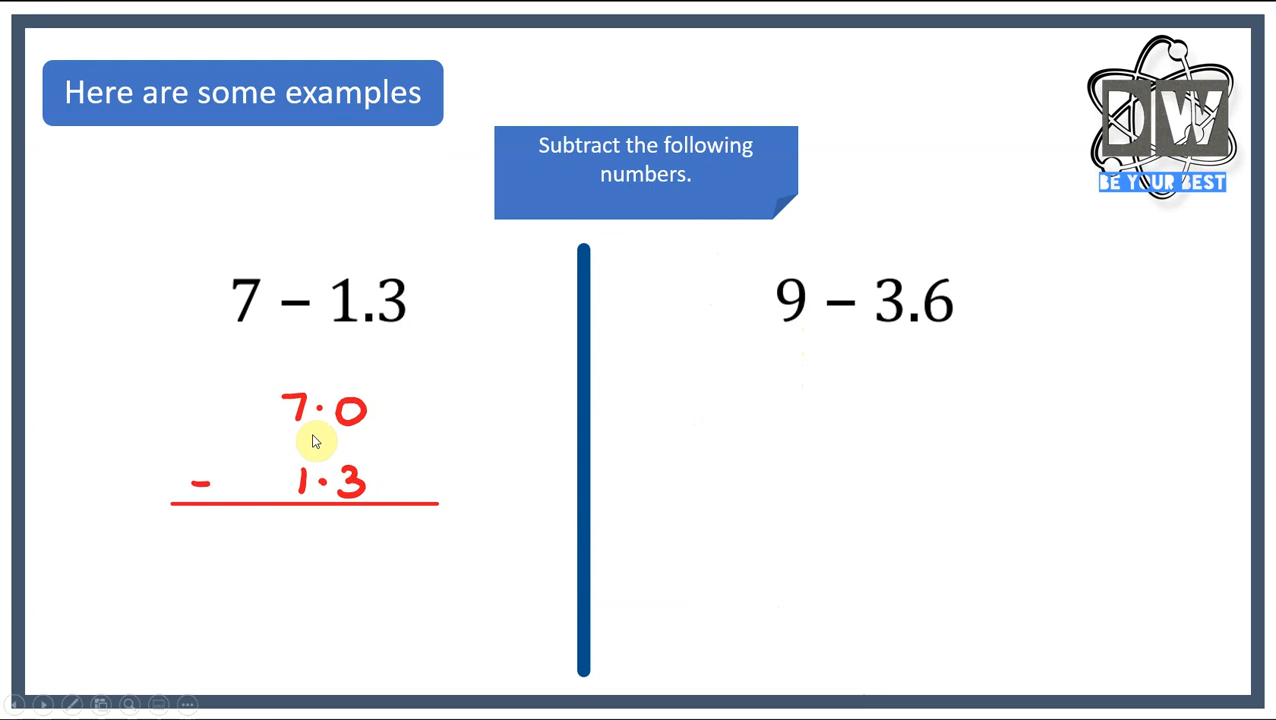 Here are some examples
DW
BE YOUR BEST
Subtract the following
numbers.
7 − 1.3
7.0
- 1.3
9 − 3.6